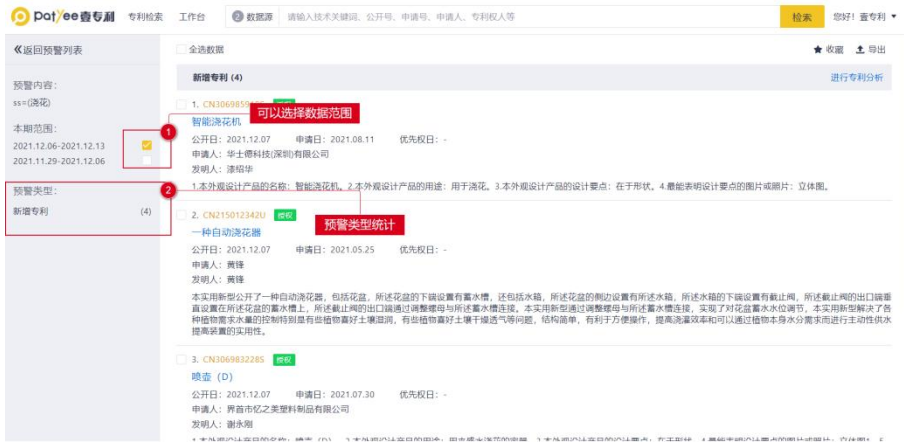 patyee壹专利 专利检索 工作台 ② 数据源 请输入技术关键词、公开号、申请号、申请人、专利权人等 检索 您好！壹专利
《返回预警列表 全选数据 收藏 导出
预警内容：
ss=(浇花)
本期范围：
2021.12.06-2021.12.13
2021.11.29-2021.12.06
预警类型：
新增专利 (4)
新增专利 (4) 进行专利分析
1.
1 可以选择数据范围
智能浇花机
公开日：2021.12.07 申请日：2021.08.11 优先权日：-
申请人：华士德科技(深圳)有限公司
发明人：漆绍华
1.本外观设计产品的名称：智能浇花机。2.本外观设计产品的用途：用于浇花。3.本外观设计产品的设计要点：在于形状。4.最能表明设计要点的图片或照片：立体图。
2 预警类型统计
2. CN215012342U 授权
一种自动浇花器
公开日：2021.12.07 申请日：2021.05.25 优先权日：-
申请人：黄锋
发明人：黄锋
本实用新型公开了一种自动浇花器，包括花盆，所述花盆的下端设置有蓄水槽，还包括水箱，所述花盆的侧边设置有所述水箱，所述水箱的下端设置有截止阀，所述截止阀的出口端垂
直设置在所述花盆的蓄水槽上，所述截止阀的出口端通过调整螺母与所述蓄水槽连接。本实用新型通过调整螺母与所述蓄水槽连接，实现了对花盆蓄水水位调节，本实用新型解决了各
种植物需求水量的控制特别是有些植物喜好土壤湿润，有些植物喜好土壤干燥透气等问题，结构简单，有利于方便操作，提高浇灌效率和可以通过植物本身水分需求而进行主动性供水
提高装置的实用性。
3. CN306983228S 授权
喷壶（D）
公开日：2021.12.07 申请日：2021.07.30 优先权日：-
申请人：界首市忆之美塑料制品有限公司
发明人：谢永刚